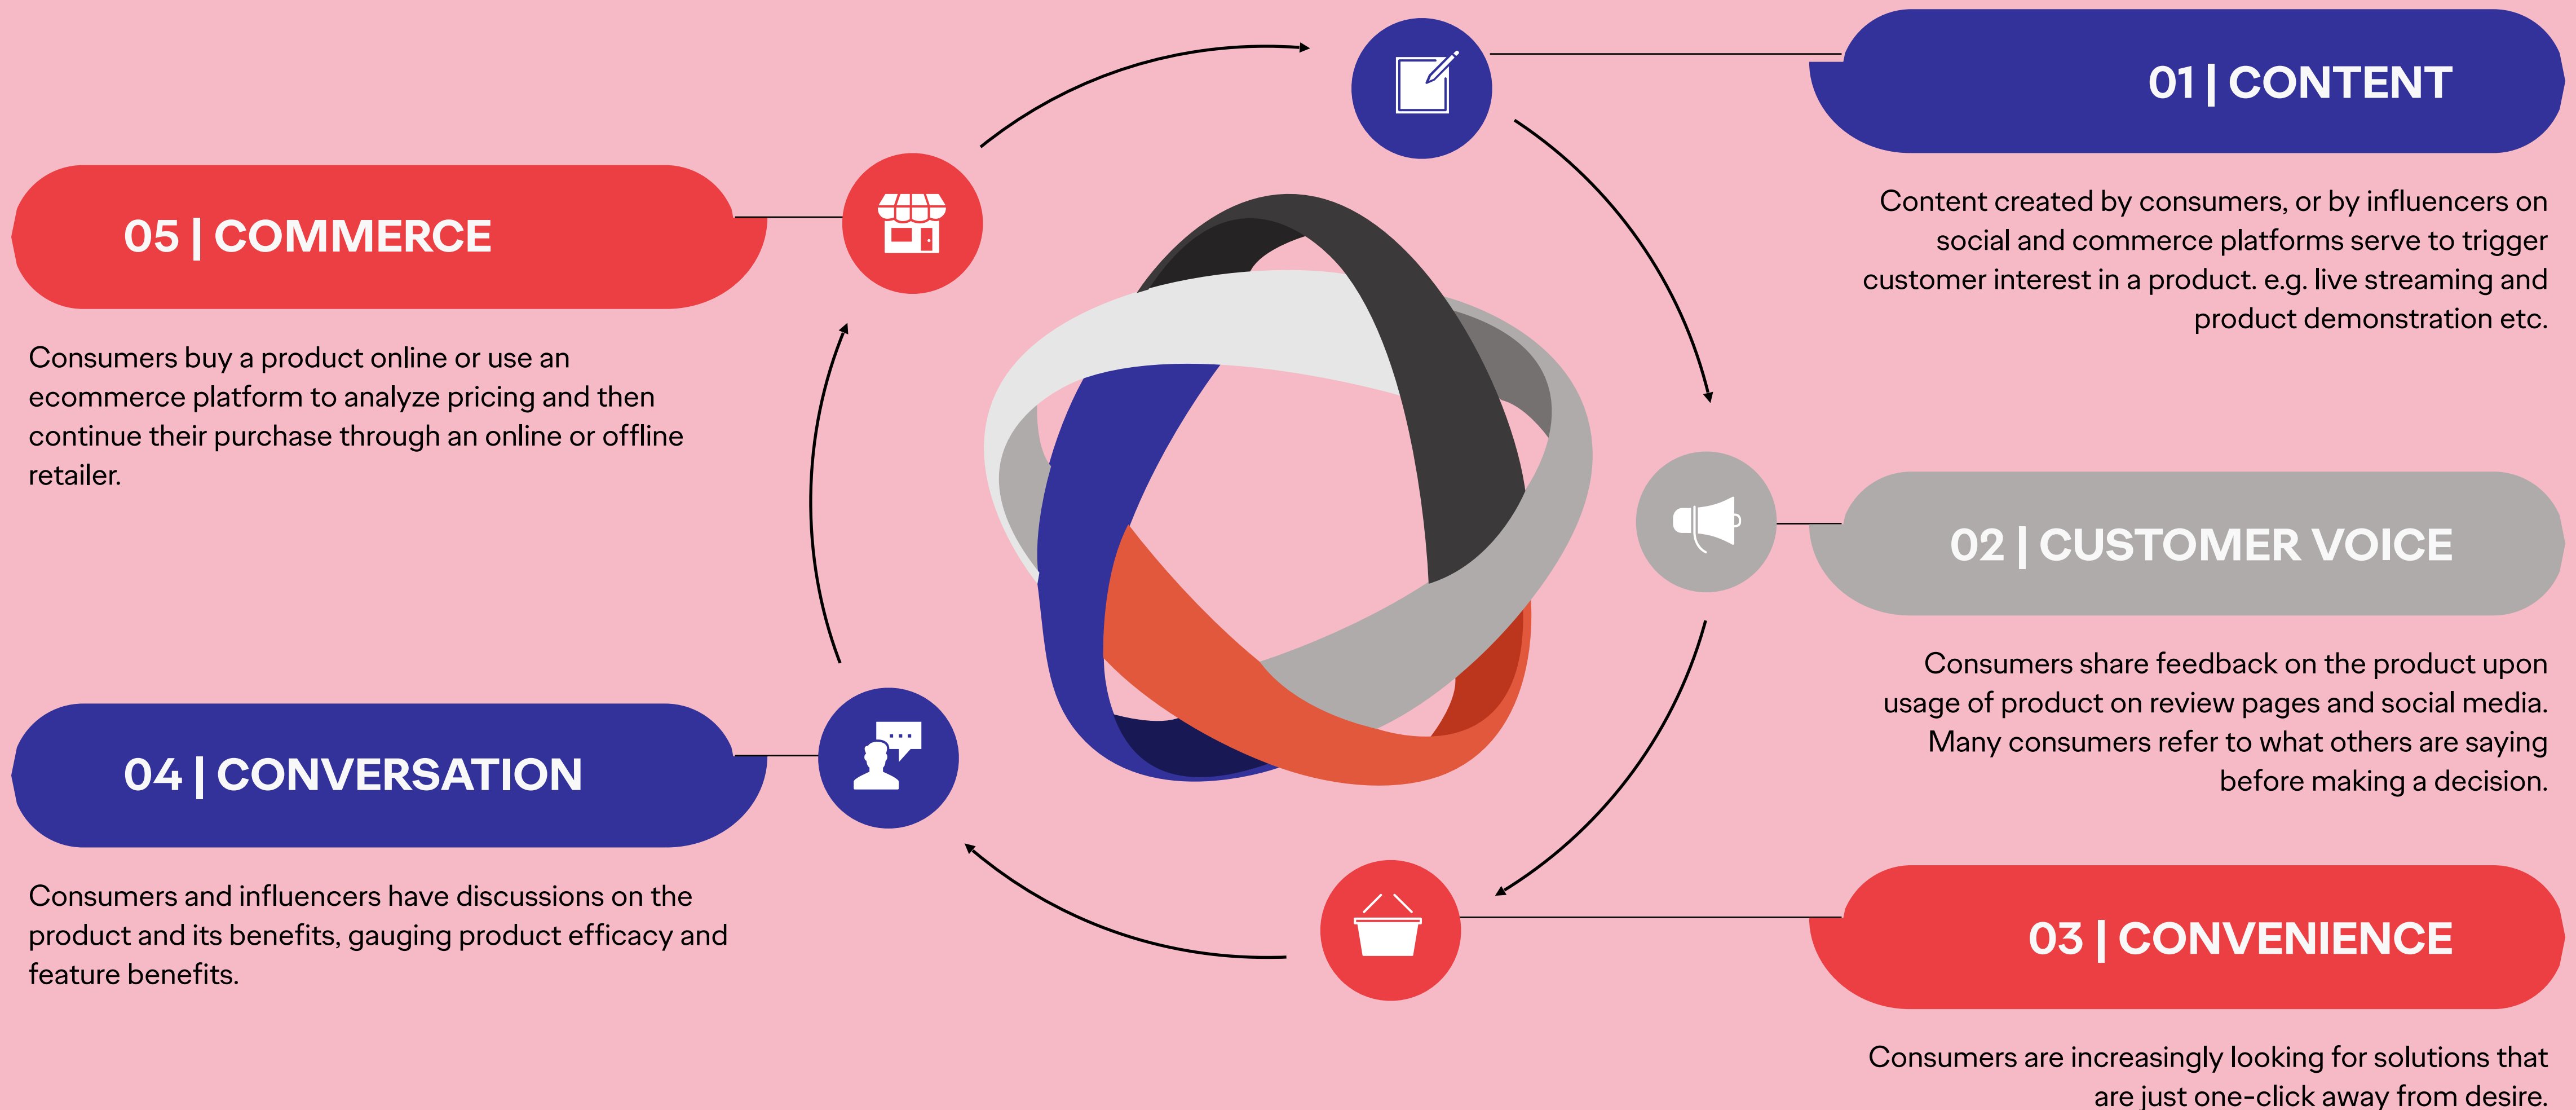 01 | CONTENT
Content created by consumers, or by influencers on
social and commerce platforms serve to trigger
customer interest in a product. e.g. live streaming and
product demonstration etc.
02 | CUSTOMER VOICE
Consumers share feedback on the product upon
usage of product on review pages and social media.
Many consumers refer to what others are saying
before making a decision.
03 | CONVENIENCE
Consumers are increasingly looking for solutions that
are just one-click away from desire.
04 | CONVERSATION
Consumers and influencers have discussions on the
product and its benefits, gauging product efficacy and
feature benefits.
05 | COMMERCE
Consumers buy a product online or use an
ecommerce platform to analyze pricing and then
continue their purchase through an online or offline
retailer.